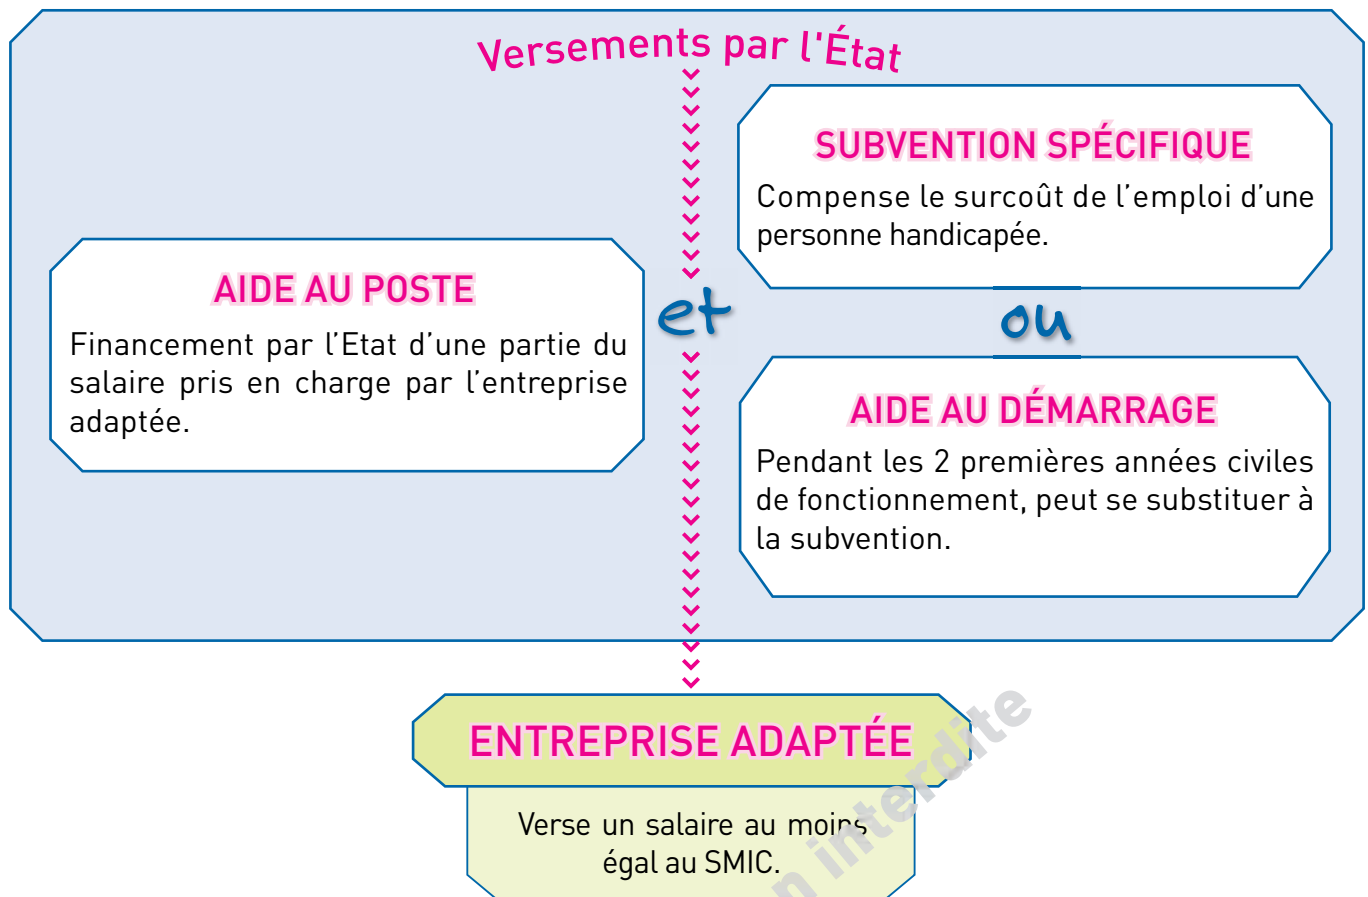 Versements par l'État
SUBVENTION SPÉCIFIQUE
Compense le surcoût de l’emploi d’une
personne handicapée.
AIDE AU POSTE
Financement par l’Etat d’une partie du
salaire pris en charge par l’entreprise
adaptée.
et
ou
AIDE AU DÉMARRAGE
Pendant les 2 premières années civiles
de fonctionnement, peut se substituer à
la subvention.
ENTREPRISE ADAPTÉE
Verse un salaire au moins
égal au SMIC.
interdite